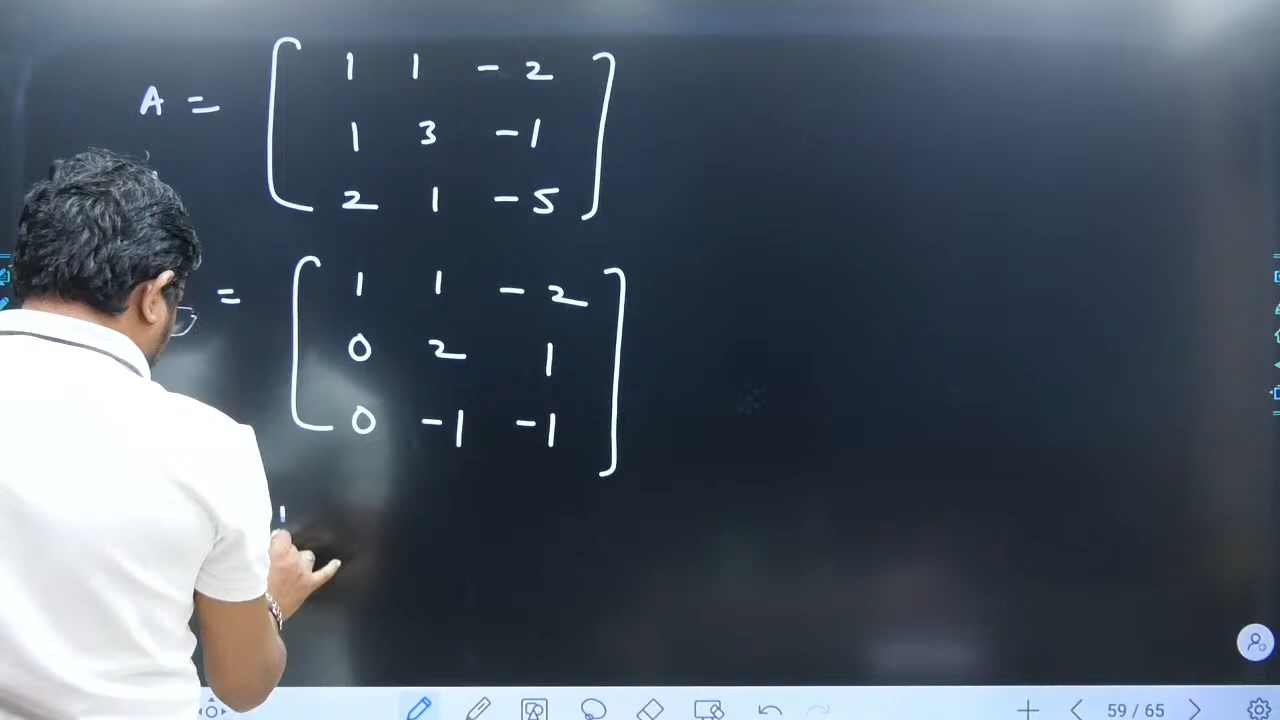 A = 1 1 -2
1 3 -1
2 1 -5
= 1 1 -2
0 2 1
0 -1 -1
59 / 65